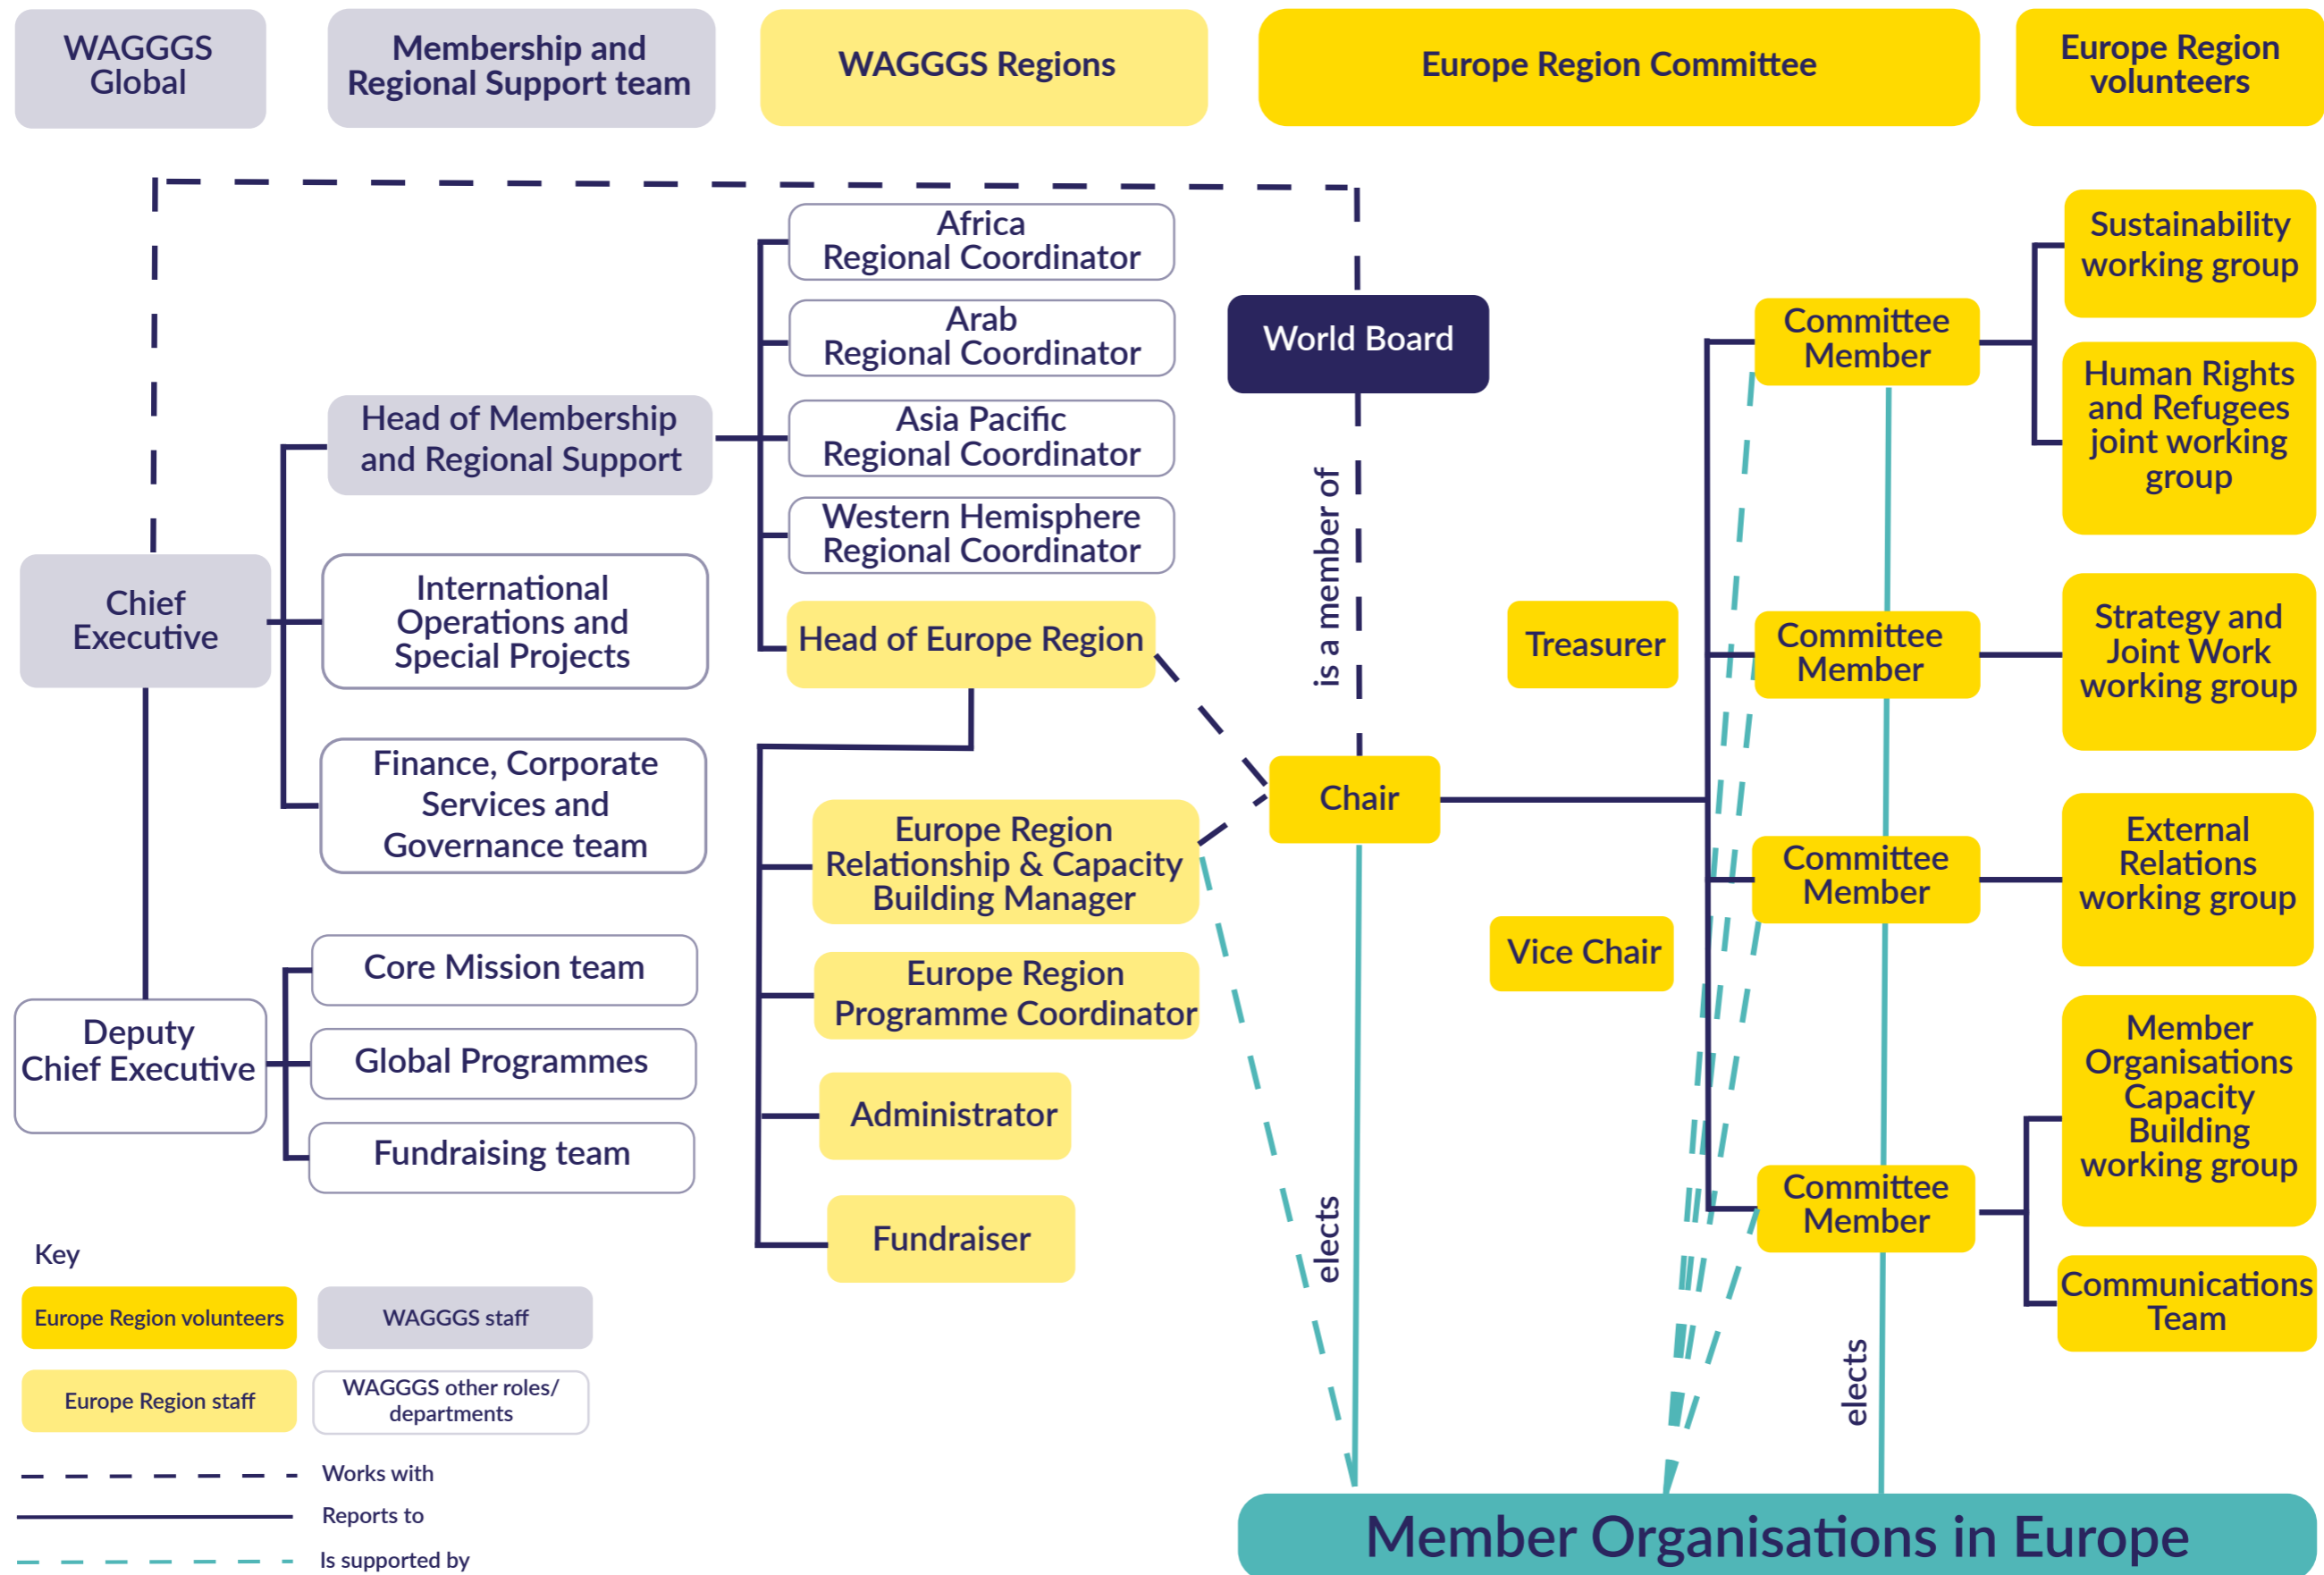 WAGGGS
Global
Membership and
Regional Support team
WAGGGS Regions
Europe Region Committee
Europe Region
volunteers
Chief
Executive
Deputy
Chief Executive
Head of Membership
and Regional Support
International
Operations and
Special Projects
Finance, Corporate
Services and
Governance team
Core Mission team
Global Programmes
Fundraising team
Africa
Regional Coordinator
Arab
Regional Coordinator
Asia Pacific
Regional Coordinator
Western Hemisphere
Regional Coordinator
Head of Europe Region
Europe Region
Relationship & Capacity
Building Manager
Europe Region
Programme Coordinator
Administrator
Fundraiser
World Board
is a member of
Chair
elects
Treasurer
Vice Chair
Committee
Member
Committee
Member
Committee
Member
Committee
Member
elects
Sustainability
working group
Human Rights
and Refugees
joint working
group
Strategy and
Joint Work
working group
External
Relations
working group
Member
Organisations
Capacity
Building
working group
Communications
Team
Member Organisations in Europe
Key
Europe Region volunteers
WAGGGS staff
Europe Region staff
WAGGGS other roles/
departments
Works with
Reports to
Is supported by